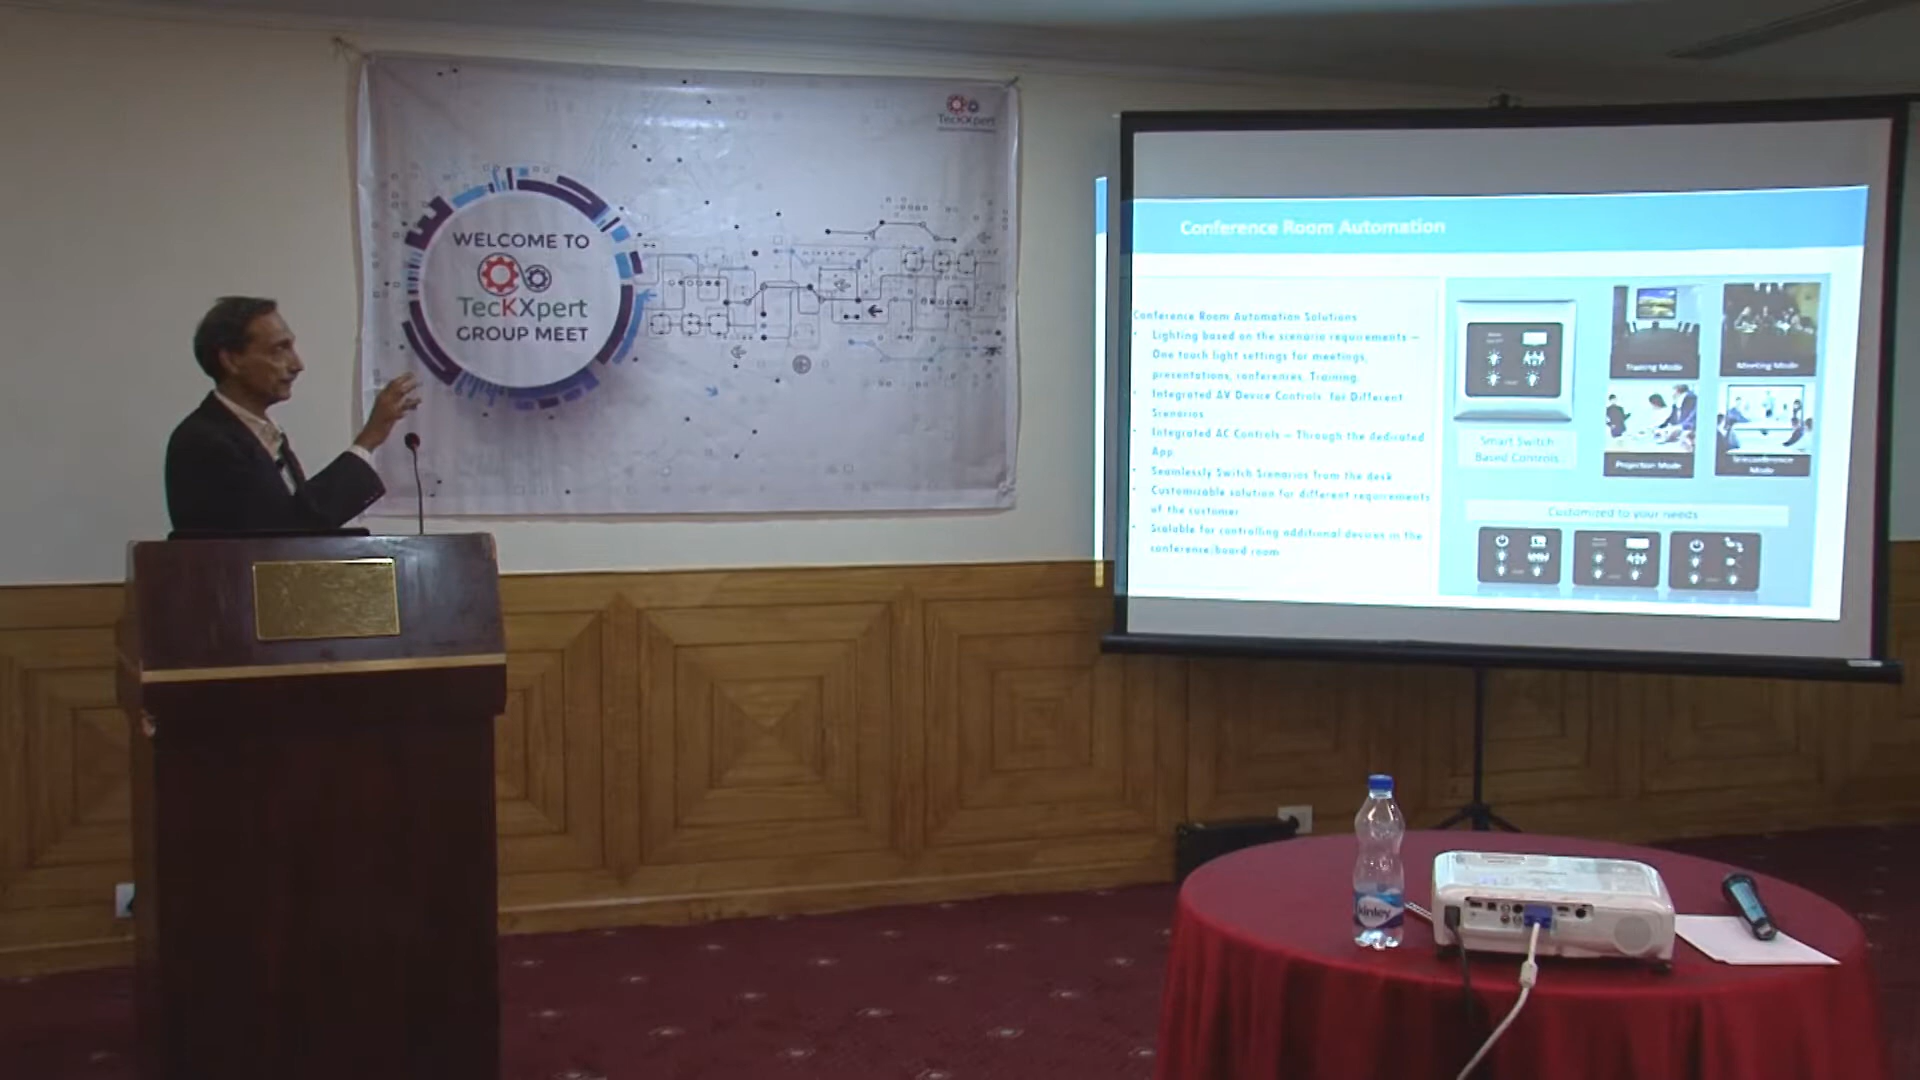 WELCOME TO
TecKXpert
GROUP MEET
TecKXpert
Conference Room Automation
Conference Room Automation Solutions
• Lighting based on the scenario requirements –
One touch light settings for meetings,
presentations, conferences, Training.
• Integrated AV Device Controls for Different
Scenarios
• Integrated AC Controls – Through the dedicated
App.
• Seamlessly Switch Scenarios from the desk
• Customizable solution for different requirements
of the customer
• Scalable for controlling additional devices in the
conference/board room
Smart Switch
Based Controls
Training Mode
Meeting Mode
Projection Mode
Mode
Customized to your needs
kinley